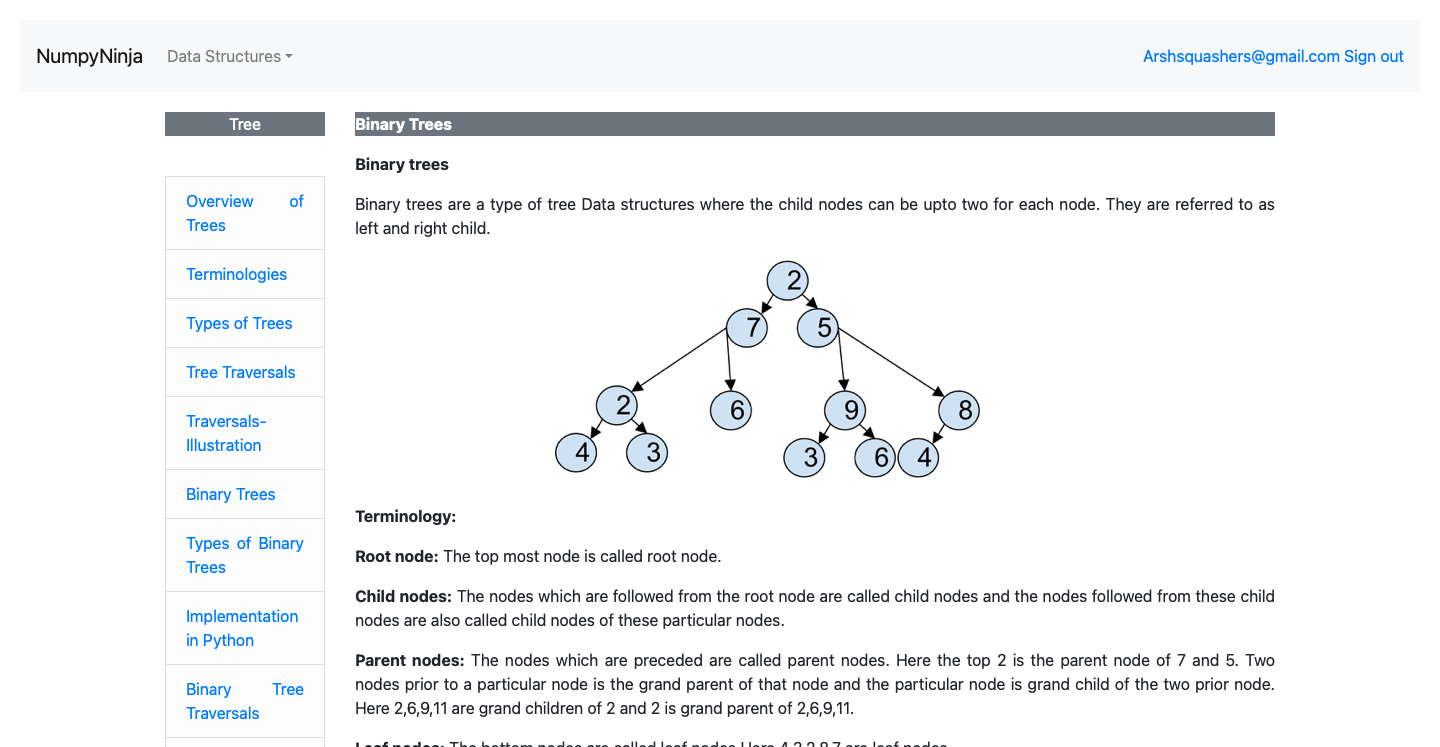 NumpyNinja Data Structures Arshsquashers@gmail.com Sign out
Tree
Overview of
Trees
Terminologies
Types of Trees
Tree Traversals
Traversals-
Illustration
Binary Trees
Types of Binary
Trees
Implementation
in Python
Binary Tree
Traversals
Binary Trees
Binary trees
Binary trees are a type of tree Data structures where the child nodes can be upto two for each node. They are referred to as
left and right child.
2
7 5
2 6 9 8
4 3 3 6 4
Terminology:
Root node: The top most node is called root node.
Child nodes: The nodes which are followed from the root node are called child nodes and the nodes followed from these child
nodes are also called child nodes of these particular nodes.
Parent nodes: The nodes which are preceded are called parent nodes. Here the top 2 is the parent node of 7 and 5. Two
nodes prior to a particular node is the grand parent of that node and the particular node is grand child of the two prior node.
Here 2,6,9,11 are grand children of 2 and 2 is grand parent of 2,6,9,11.
Leaf nodes: The bottom nodes are called leaf nodes